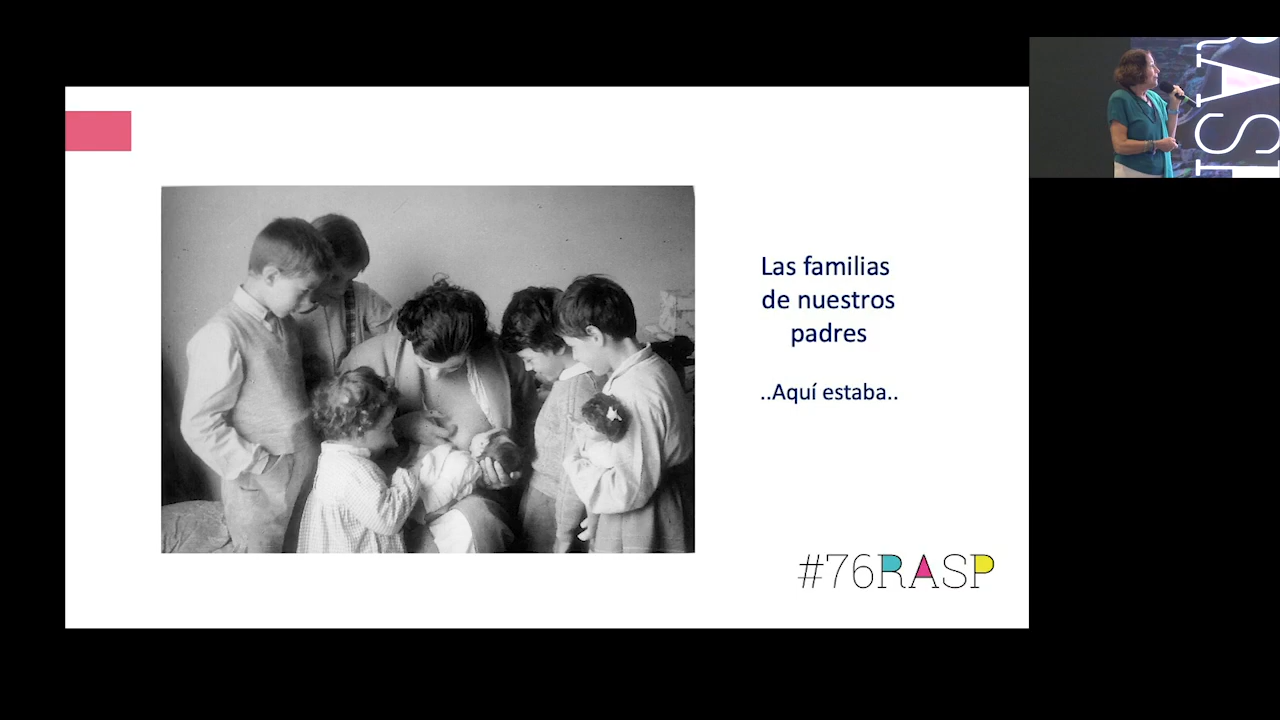 Las familias
de nuestros
padres
..Aquí estaba..
#76RASP